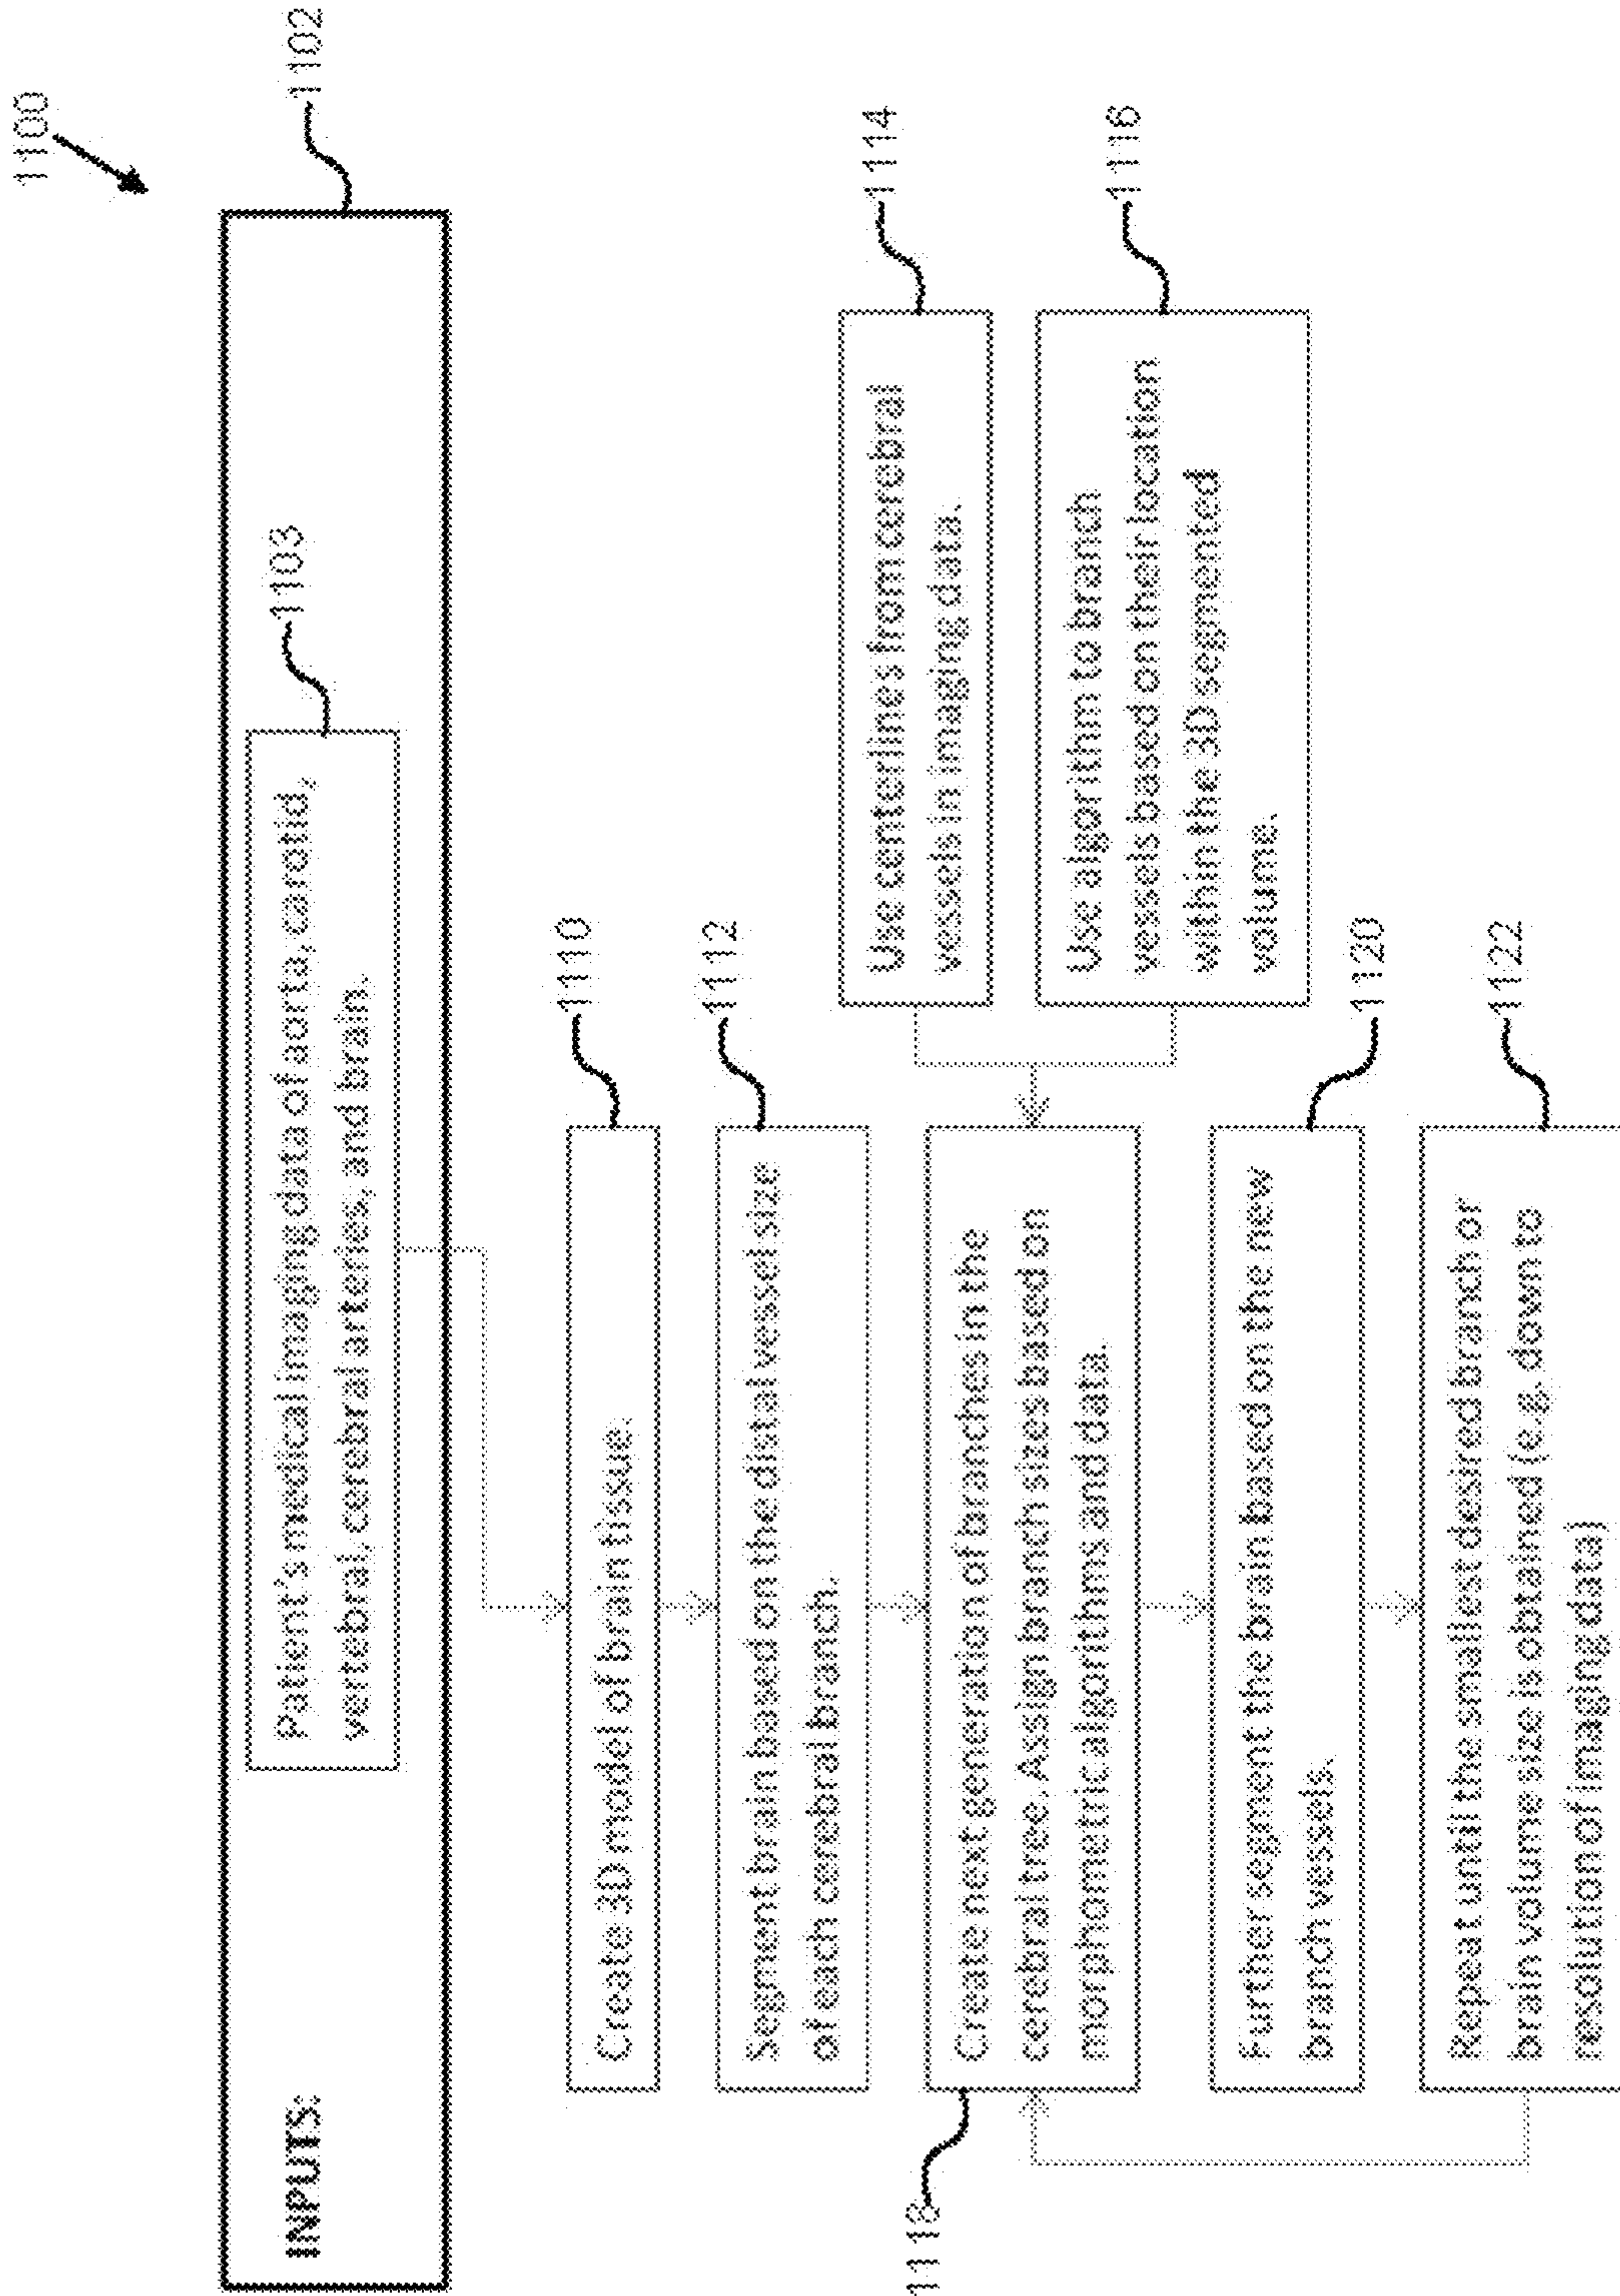 1100
1102
INPUTS:
1103
Patient's medical imaging data of aorta, carotid,
vertebral, cerebral arteries, and brain.
1110
Create 3D model of brain tissue.
1112
Segment brain based on the distal vessel size
of each cerebral branch.
1114
Use centerlines from cerebral
vessels in imaging data.
1116
Use algorithm to branch
vessels based on their location
within the 3D segmented
volume.
1118
Create next generation of branches in the
cerebral tree. Assign branch sizes based on
morphometric algorithms and data.
1120
Further segment the brain based on the new
branch vessels.
1122
Repeat until the smallest desired branch or
brain volume size is obtained (e.g. down to
resolution of imaging data)